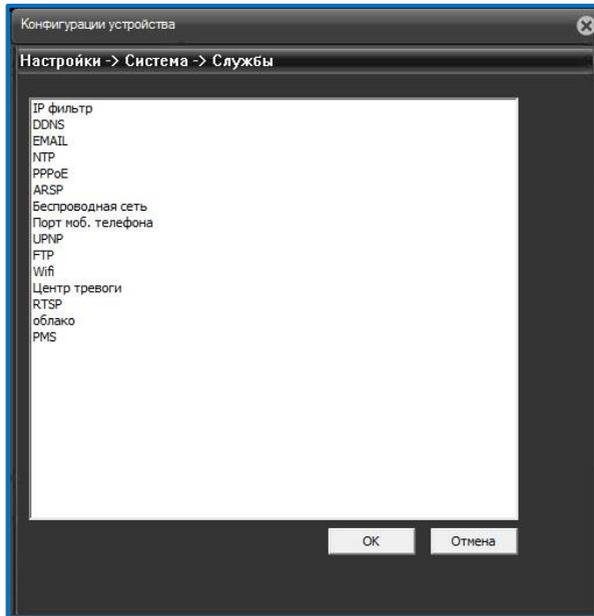 Конфигурации устройства
Настройки -> Система -> Службы
IP фильтр
DDNS
EMAIL
NTP
PPPoE
ARSP
Беспроводная сеть
Порт моб. телефона
UPNP
FTP
Wifi
Центр тревоги
RTSP
облако
PMS
OK
Отмена